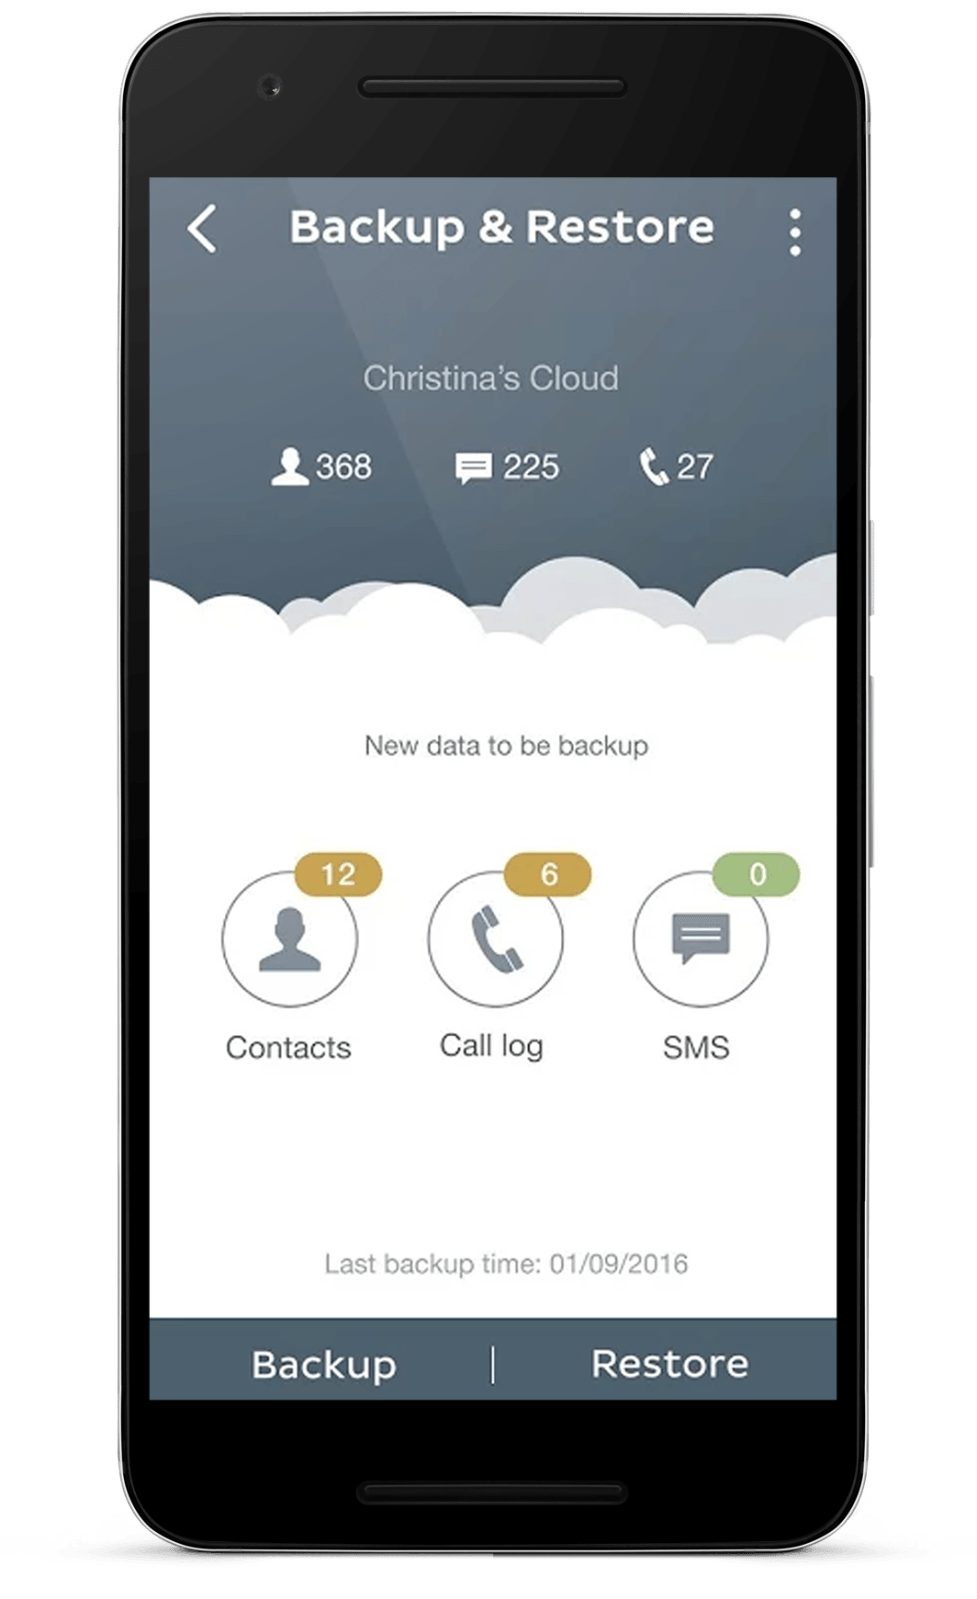 Backup & Restore
Christina's Cloud
368 225 27
New data to be backup
12 6 0
Contacts Call log SMS
Last backup time: 01/09/2016
Backup | Restore